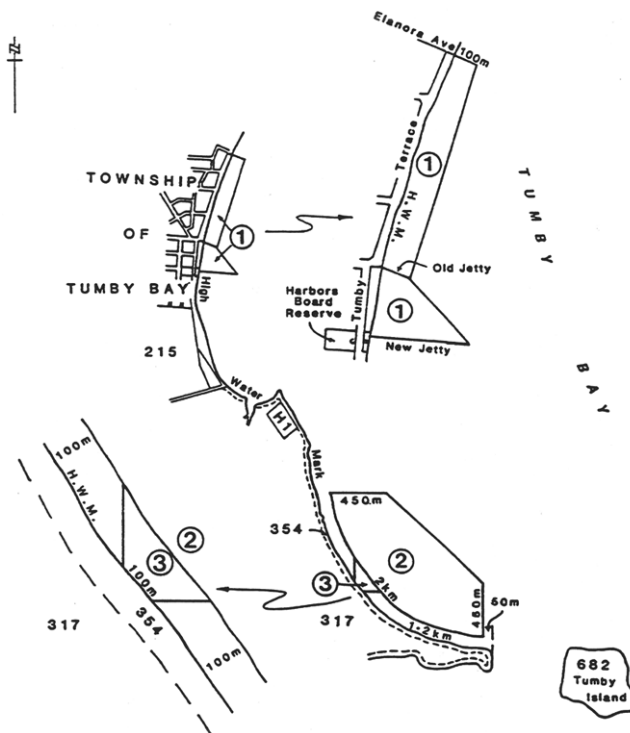 N
Elanora Ave
100m
TOWNSHIP
OF
TUMBY BAY
1
High
215
Water
H1
Mark
Terrace
1
H.W.M.
Old Jetty
Harbors
Board
Reserve
Tumby
1
New Jetty
TUMBY
BAY
100m
H.W.M.
2
3
100m
354
317
100m
450m
354
2
3
2km
317
1·2km
450m
50m
682
Tumby
Island